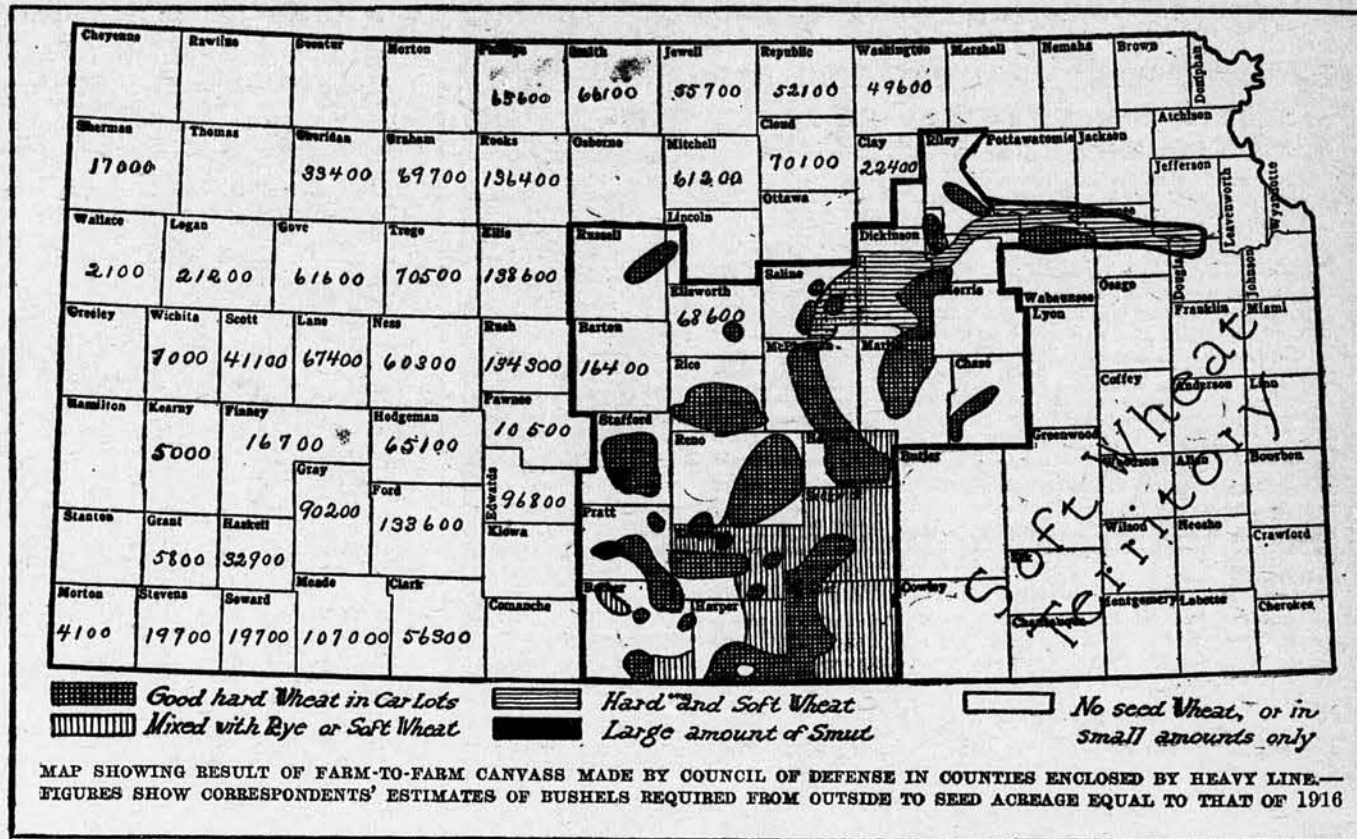 Cheyenne Rawlins Decatur Norton Phillips Smith Jewell Republic Washington Marshall Nemaha Brown Doniphan
65600 66100 55700 52100 49600
Sherman Thomas Sheridan Graham Rooks Osborne Mitchell Cloud Clay Riley Pottawatomie Jackson Atchison
17000 33400 89700 136400 61200 70100 22400
Jefferson Leavenworth Wyandotte
Wallace Logan Gove Trego Ellis Russell Lincoln Ottawa Dickinson
2100 21200 61600 70500 138600
Saline Ellsworth Morris Wabaunsee Osage Douglas Johnson
68600
Greeley Wichita Scott Lane Ness Rush Barton Rice McPherson Marion Chase Lyon Franklin Miami
7000 41100 67400 60300 134300 16400
Coffey Anderson Linn
Hamilton Kearny Finney Hodgeman Pawnee Stafford Reno Butler Greenwood Woodson Allen Bourbon
5000 16700 65100 10500
Gray Ford Edwards Pratt Sedgwick
90200 133600 96800
Stanton Grant Haskell Kiowa Elk Wilson Neosho Crawford
5800 32900
Morton Stevens Seward Meade Clark Comanche Barber Harper Cowley Chautauqua Montgomery Labette Cherokee
4100 19700 19700 107000 56300
Soft Wheat
Territory
Good hard Wheat in Car Lots
Mixed with Rye or Soft Wheat
Hard and Soft Wheat
Large amount of Smut
No seed Wheat, or in
small amounts only
MAP SHOWING RESULT OF FARM-TO-FARM CANVASS MADE BY COUNCIL OF DEFENSE IN COUNTIES ENCLOSED BY HEAVY LINE.—
FIGURES SHOW CORRESPONDENTS' ESTIMATES OF BUSHELS REQUIRED FROM OUTSIDE TO SEED ACREAGE EQUAL TO THAT OF 1916